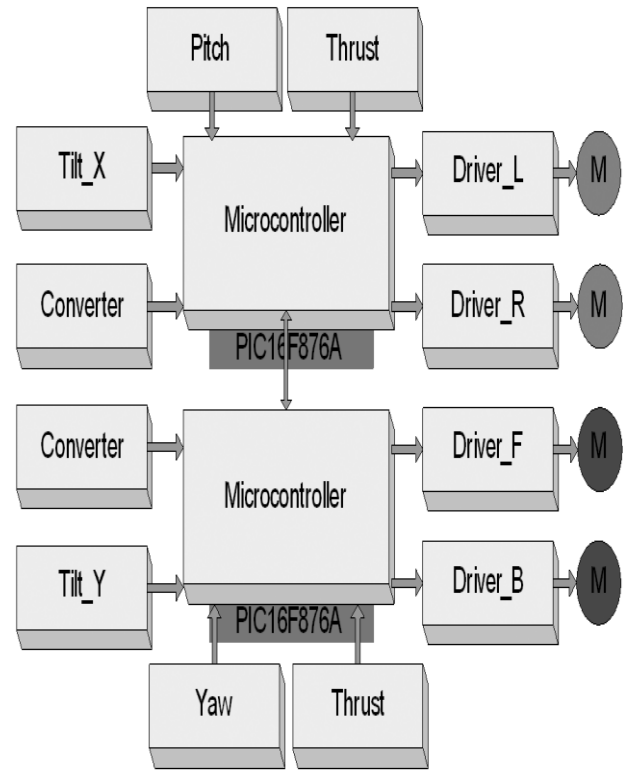 Pitch
Thrust
Tilt_X
Microcontroller
Driver_L
M
Converter
Driver_R
M
PIC16F876A
Converter
Microcontroller
Driver_F
M
Tilt_Y
Driver_B
M
PIC16F876A
Yaw
Thrust